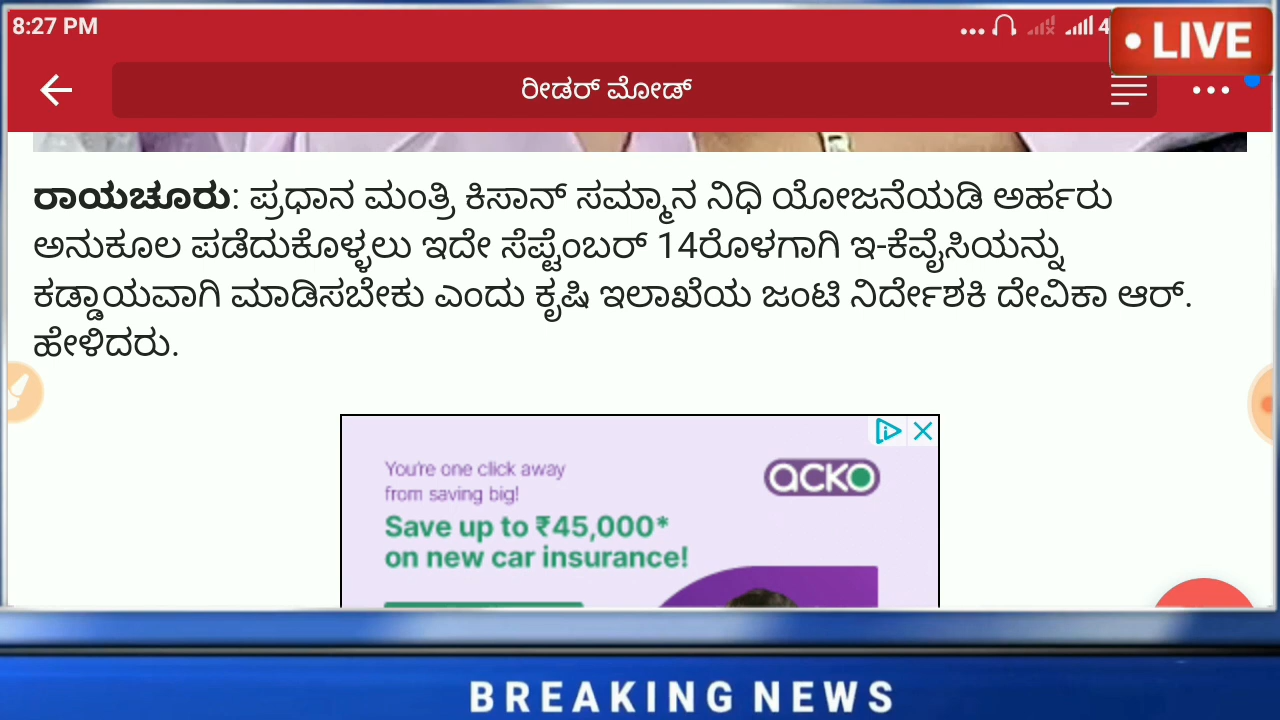 8:27 PM
4
LIVE
ರೀಡರ್ ಮೋಡ್
ರಾಯಚೂರು: ಪ್ರಧಾನ ಮಂತ್ರಿ ಕಿಸಾನ್ ಸಮ್ಮಾನ ನಿಧಿ ಯೋಜನೆಯಡಿ ಅರ್ಹರು
ಅನುಕೂಲ ಪಡೆದುಕೊಳ್ಳಲು ಇದೇ ಸೆಪ್ಟೆಂಬರ್ 14ರೊಳಗಾಗಿ ಇ-ಕೆವೈಸಿಯನ್ನು
ಕಡ್ಡಾಯವಾಗಿ ಮಾಡಿಸಬೇಕು ಎಂದು ಕೃಷಿ ಇಲಾಖೆಯ ಜಂಟಿ ನಿರ್ದೇಶಕಿ ದೇವಿಕಾ ಆರ್.
ಹೇಳಿದರು.
You're one click away
from saving big!
acko
Save up to ₹45,000*
on new car insurance!
BREAKING NEWS